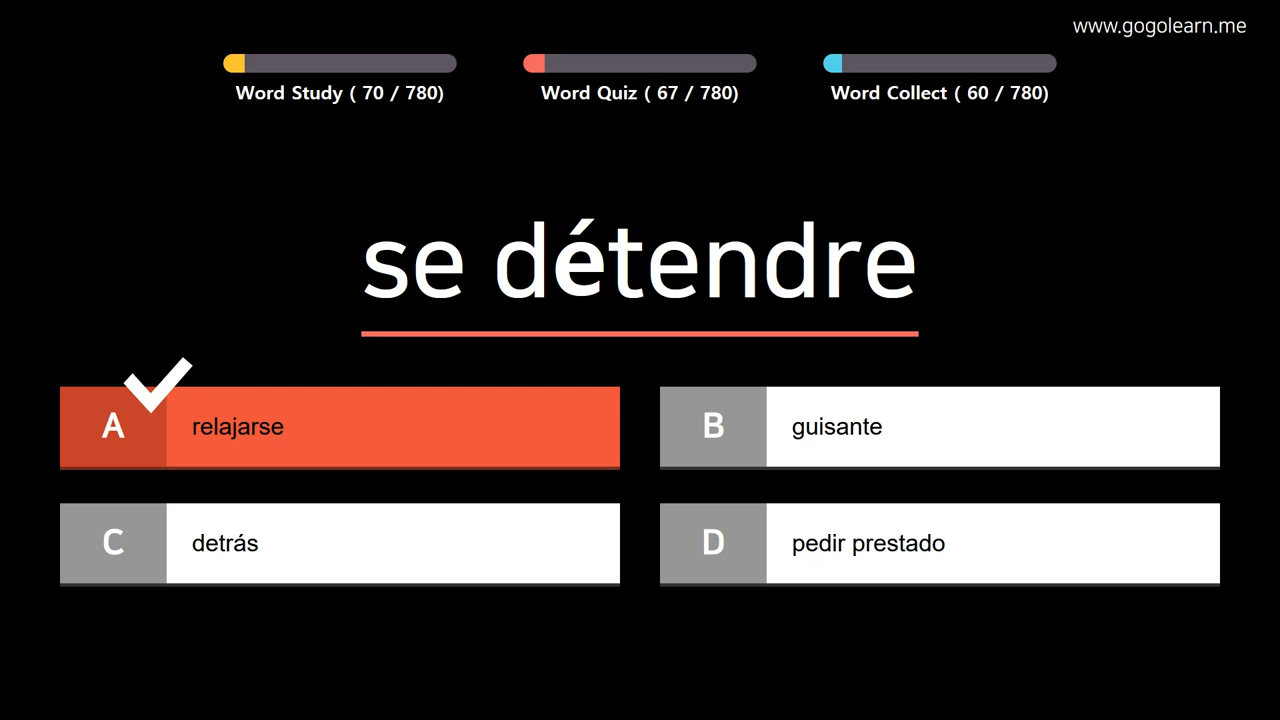 www.gogolearn.me
Word Study ( 70 / 780)
Word Quiz ( 67 / 780)
Word Collect ( 60 / 780)
se détendre
A relajarse
B guisante
C detrás
D pedir prestado